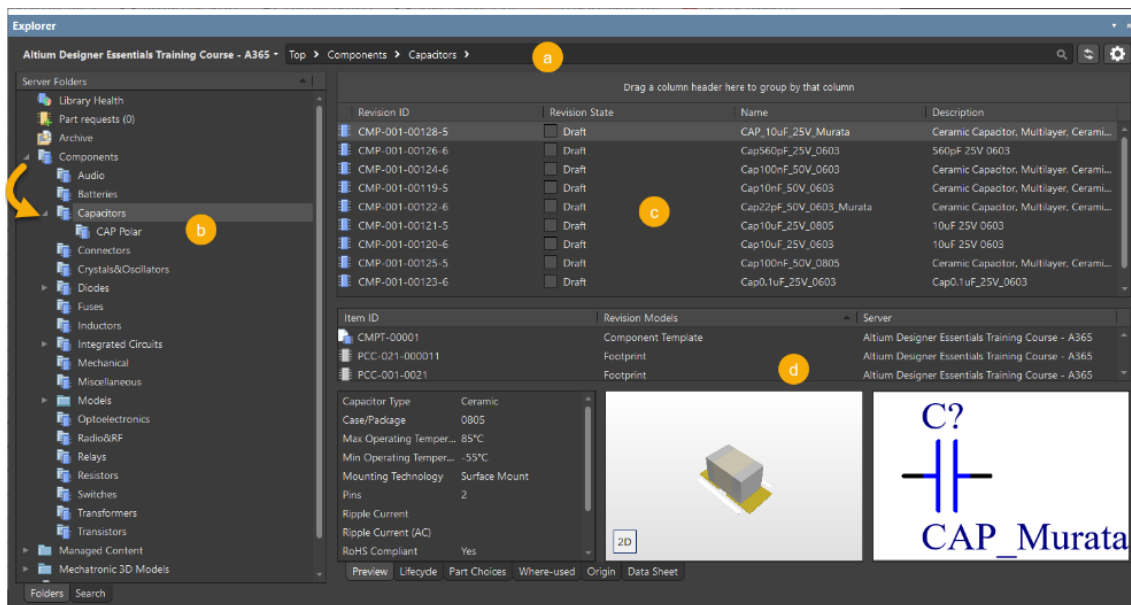 Explorer
Altium Designer Essentials Training Course - A365 Top > Components > Capacitors >
a
Server Folders
Library Health
Part requests (0)
Archive
Components
Audio
Batteries
Capacitors
b
CAP Polar
Connectors
Crystals&Oscillators
Diodes
Fuses
Inductors
Integrated Circuits
Mechanical
Miscellaneous
Models
Optoelectronics
Radio&RF
Relays
Resistors
Switches
Transformers
Transistors
Managed Content
Mechatronic 3D Models
Folders Search
Drag a column header here to group by that column
Revision ID Revision State Name Description
CMP-001-00128-5 Draft CAP_10uF_25V_Murata Ceramic Capacitor, Multilayer, Cerami...
CMP-001-00126-6 Draft Cap560pF_25V_0603 560pF 25V 0603
CMP-001-00124-6 Draft Cap100nF_50V_0603 Ceramic Capacitor, Multilayer, Cerami...
CMP-001-00119-5 Draft Cap10nF_50V_0603 Ceramic Capacitor, Multilayer, Cerami...
CMP-001-00122-6 Draft Cap22pF_50V_0603_Murata Ceramic Capacitor, Multilayer, Cerami...
c
CMP-001-00121-5 Draft Cap10uF_25V_0805 10uF 25V 0603
CMP-001-00120-6 Draft Cap10uF_25V_0603 10uF 25V 0603
CMP-001-00125-5 Draft Cap100nF_50V_0805 Ceramic Capacitor, Multilayer, Cerami...
CMP-001-00123-6 Draft Cap0.1uF_25V_0603 Cap0.1uF_25V_0603
Item ID Revision Models Server
CMPT-00001 Component Template Altium Designer Essentials Training Course - A365
PCC-021-000011 Footprint Altium Designer Essentials Training Course - A365
PCC-001-0021 Footprint Altium Designer Essentials Training Course - A365
d
Capacitor Type Ceramic
Case/Package 0805
Max Operating Temper... 85°C
Min Operating Temper... -55°C
Mounting Technology Surface Mount
Pins 2
Ripple Current
Ripple Current (AC)
RoHS Compliant Yes
2D
C?
CAP_Murata
Preview Lifecycle Part Choices Where-used Origin Data Sheet